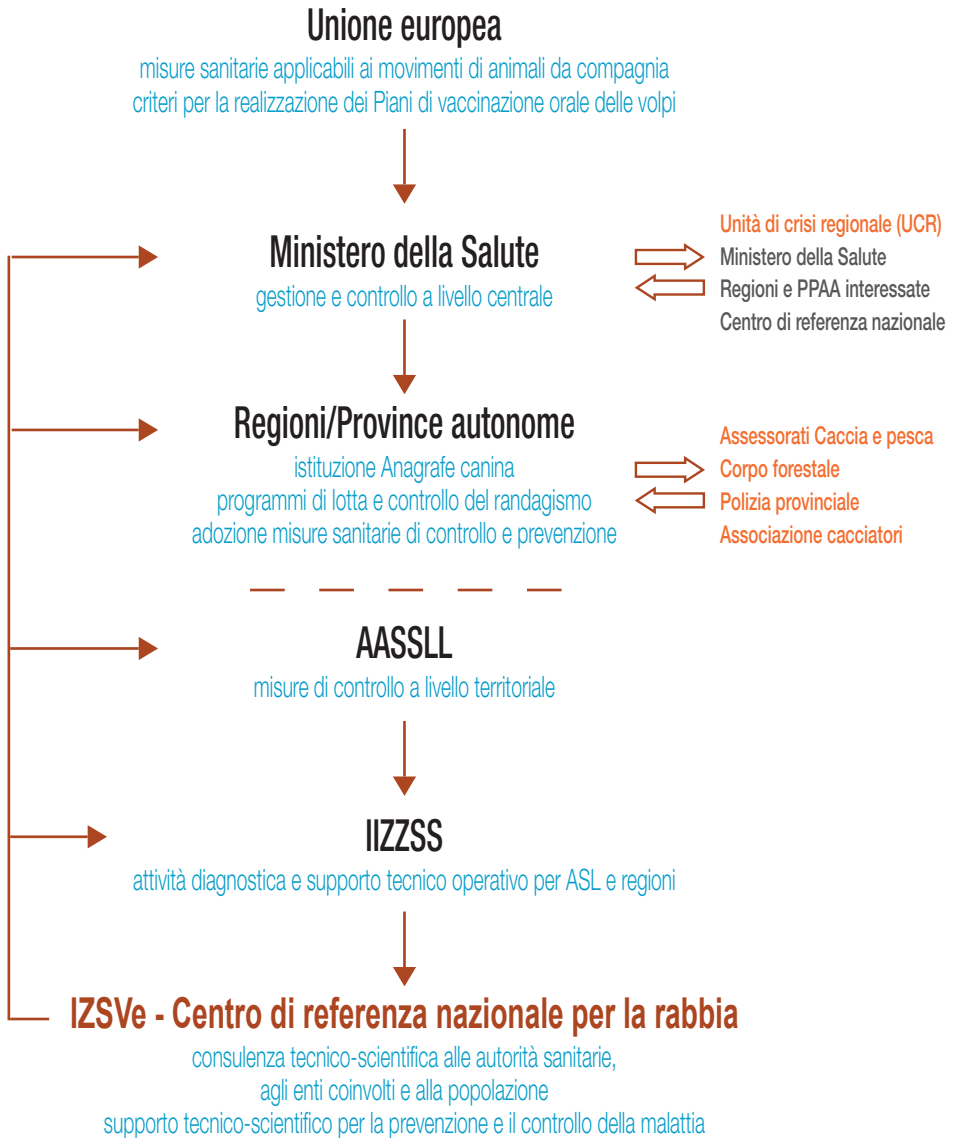 Unione europea
misure sanitarie applicabili ai movimenti di animali da compagnia
criteri per la realizzazione dei Piani di vaccinazione orale delle volpi
Ministero della Salute
gestione e controllo a livello centrale
Unità di crisi regionale (UCR)
Ministero della Salute
Regioni e PPAA interessate
Centro di referenza nazionale
Regioni/Province autonome
istituzione Anagrafe canina
programmi di lotta e controllo del randagismo
adozione misure sanitarie di controllo e prevenzione
Assessorati Caccia e pesca
Corpo forestale
Polizia provinciale
Associazione cacciatori
AASSLL
misure di controllo a livello territoriale
IIZZSS
attività diagnostica e supporto tecnico operativo per ASL e regioni
IZSVe - Centro di referenza nazionale per la rabbia
consulenza tecnico-scientifica alle autorità sanitarie,
agli enti coinvolti e alla popolazione
supporto tecnico-scientifico per la prevenzione e il controllo della malattia